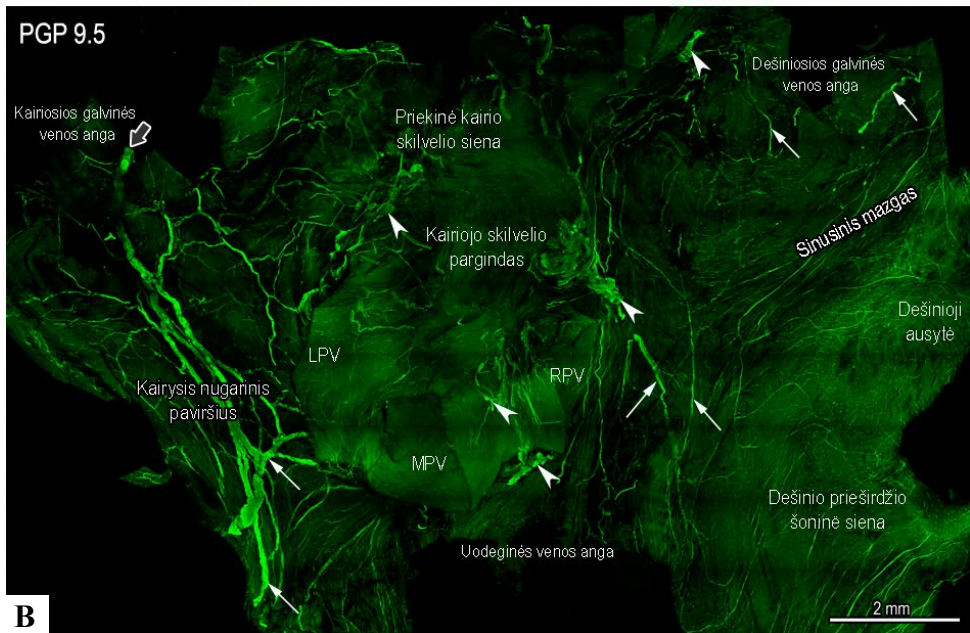 PGP 9.5
Kairiosios galvinės
venos anga
Priekinė kairio
skilvelio siena
Dešiniosios galvinės
venos anga
Kairiojo skilvelio
pargindas
Sinusinis mazgas
Dešinioji
ausytė
LPV
RPV
Kairysis nugarinis
paviršius
MPV
Dešinio prieširdžio
šoninė siena
Uodeginės venos anga
2 mm
B